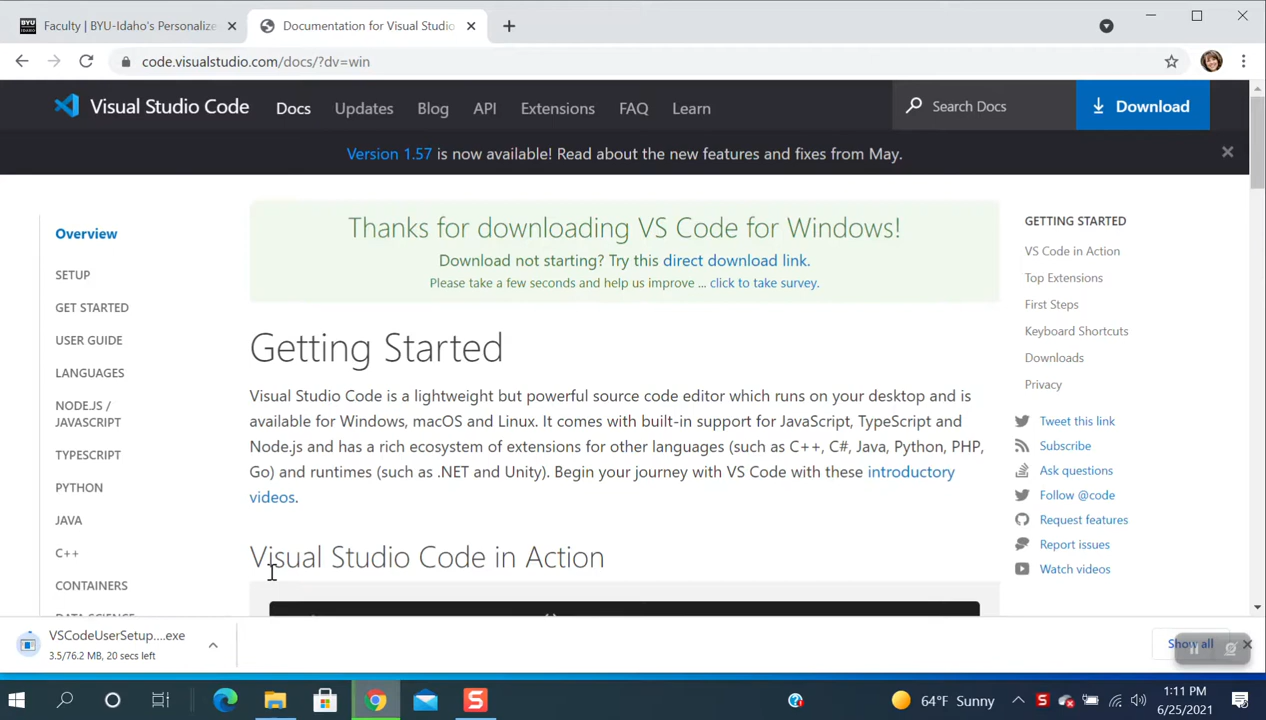 Faculty | BYU-Idaho's Personalize
Documentation for Visual Studio
code.visualstudio.com/docs/?dv=win
Visual Studio Code
Docs
Updates
Blog
API
Extensions
FAQ
Learn
Search Docs
Download
Version 1.57 is now available! Read about the new features and fixes from May.
Overview
SETUP
GET STARTED
USER GUIDE
LANGUAGES
NODE.JS /
JAVASCRIPT
TYPESCRIPT
PYTHON
JAVA
C++
CONTAINERS
DATA SCIENCE
Thanks for downloading VS Code for Windows!
Download not starting? Try this direct download link.
Please take a few seconds and help us improve ... click to take survey.
Getting Started
Visual Studio Code is a lightweight but powerful source code editor which runs on your desktop and is
available for Windows, macOS and Linux. It comes with built-in support for JavaScript, TypeScript and
Node.js and has a rich ecosystem of extensions for other languages (such as C++, C#, Java, Python, PHP,
Go) and runtimes (such as .NET and Unity). Begin your journey with VS Code with these introductory
videos.
Visual Studio Code in Action
GETTING STARTED
VS Code in Action
Top Extensions
First Steps
Keyboard Shortcuts
Downloads
Privacy
Tweet this link
Subscribe
Ask questions
Follow @code
Request features
Report issues
Watch videos
VSCodeUserSetup....exe
3.5/76.2 MB, 20 secs left
Show all
64°F Sunny
1:11 PM
6/25/2021